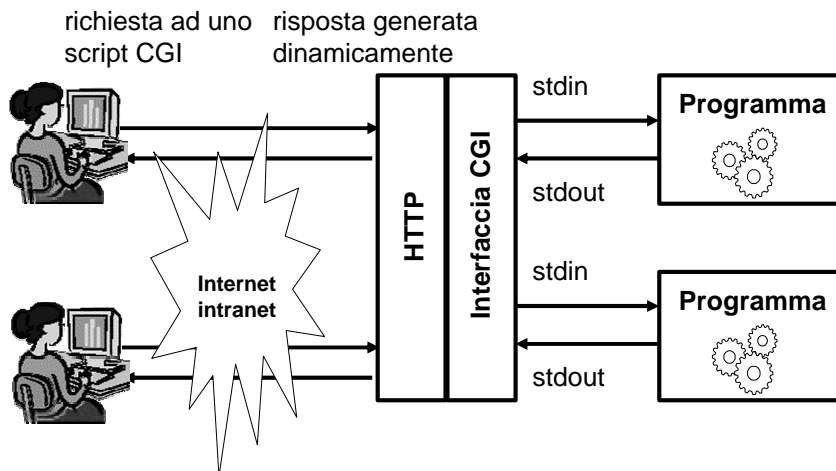 richiesta ad uno
script CGI
risposta generata
dinamicamente
HTTP
Interfaccia CGI
stdin
stdout
Programma
Internet
intranet
stdin
stdout
Programma